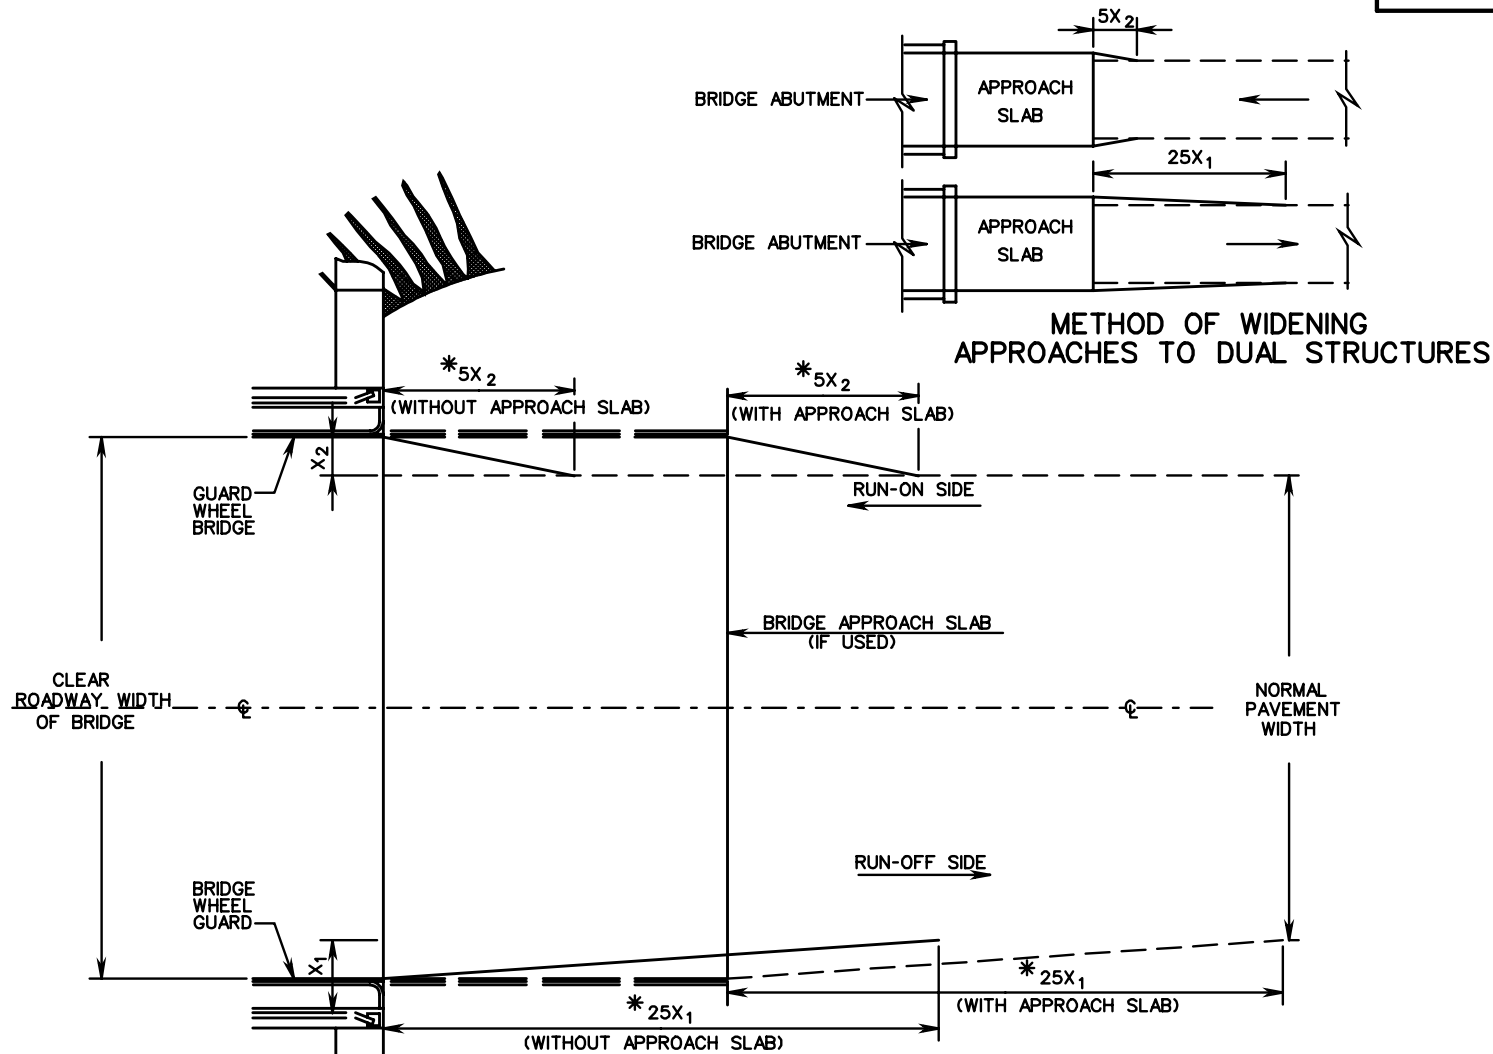 5X2
BRIDGE ABUTMENT
APPROACH
SLAB
25X1
BRIDGE ABUTMENT
APPROACH
SLAB
METHOD OF WIDENING
APPROACHES TO DUAL STRUCTURES
*5X2
(WITHOUT APPROACH SLAB)
*5X2
(WITH APPROACH SLAB)
X2
GUARD
WHEEL
BRIDGE
RUN-ON SIDE
BRIDGE APPROACH SLAB
(IF USED)
CLEAR
ROADWAY WIDTH
OF BRIDGE
℄
℄
NORMAL
PAVEMENT
WIDTH
RUN-OFF SIDE
BRIDGE
WHEEL
GUARD
X1
*25X1
(WITH APPROACH SLAB)
*25X1
(WITHOUT APPROACH SLAB)